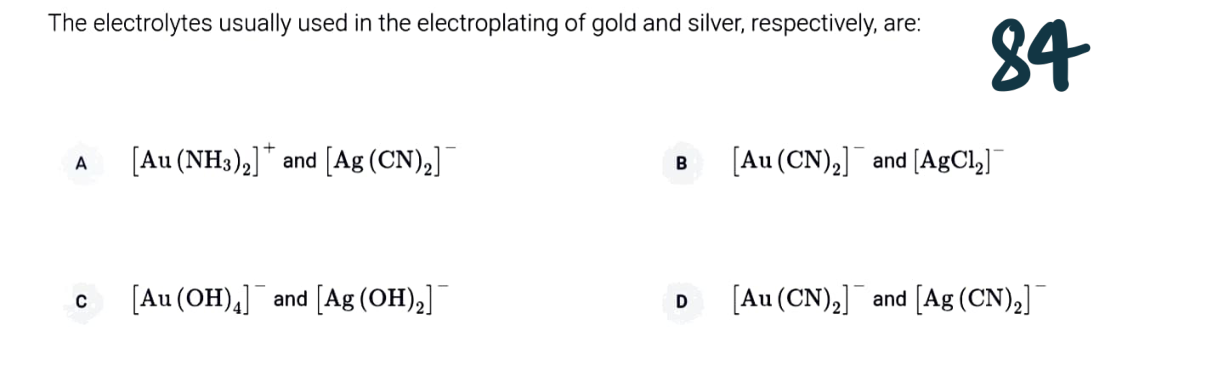 The electrolytes usually used in the electroplating of gold and silver, respectively, are:
84
A [Au (NH₃)₂]⁺ and [Ag (CN)₂]⁻
B [Au (CN)₂]⁻ and [AgCl₂]⁻
C [Au (OH)₄]⁻ and [Ag (OH)₂]⁻
D [Au (CN)₂]⁻ and [Ag (CN)₂]⁻